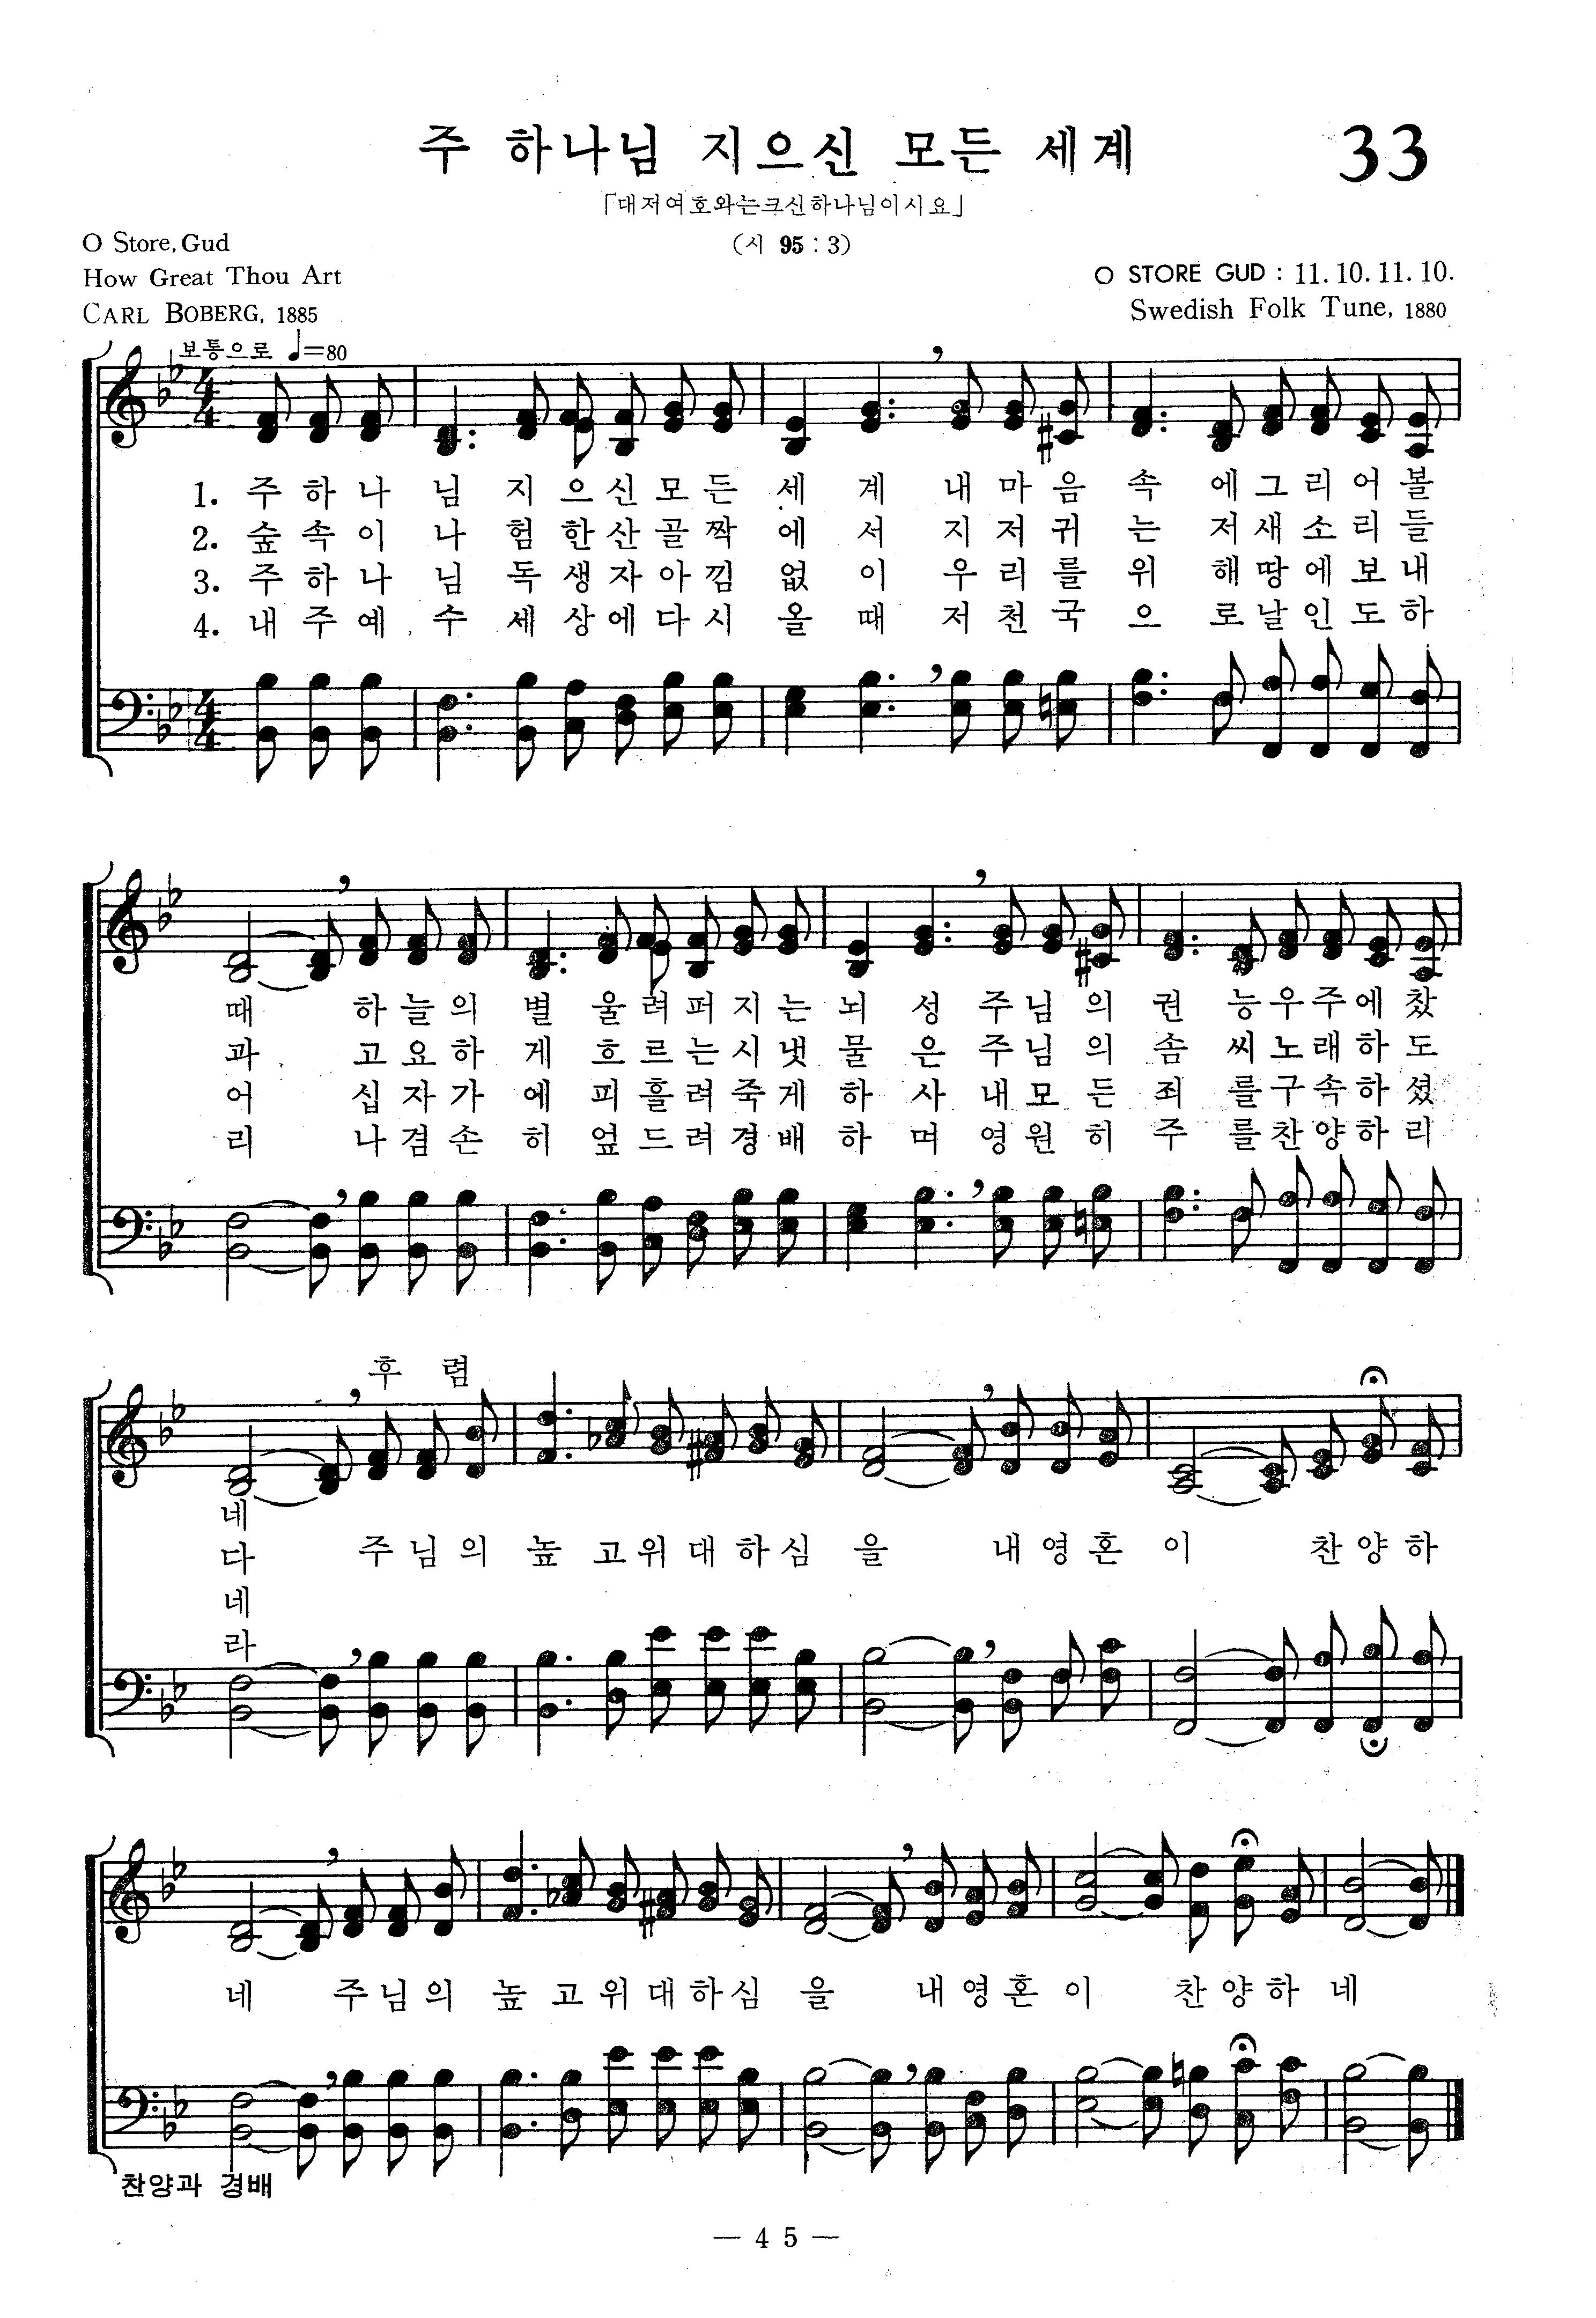 주 하나님 지으신 모든 세계
33
「대저여호와는크신하나님이시요」
(시 95 : 3)
O Store, Gud
How Great Thou Art
CARL BOBERG, 1885
O STORE GUD : 11. 10. 11. 10.
Swedish Folk Tune, 1880
보통으로 ♩=80
1. 주 하 나 님 지 으 신 모 든 세 계 내 마 음 속 에 그 리 어 볼
2. 숲 속 이 나 험 한 산 골 짝 에 서 지 저 귀 는 저 새 소 리 들
3. 주 하 나 님 독 생 자 아 낌 없 이 우 리 를 위 해 땅 에 보 내
4. 내 주 예 수 세 상 에 다 시 올 때 저 천 국 으 로 날 인 도 하
때 하 늘 의 별 울 려 퍼 지 는 뇌 성 주 님 의 권 능 우 주 에 찼
과 고 요 하 게 흐 르 는 시 냇 물 은 주 님 의 솜 씨 노 래 하 도
어 십 자 가 에 피 흘 려 죽 게 하 사 내 모 든 죄 를 구 속 하 셨
리 나 겸 손 히 엎 드 려 경 배 하 며 영 원 히 주 를 찬 양 하 리
후 렴
네
다 주 님 의 높 고 위 대 하 심 을 내 영 혼 이 찬 양 하
네
라
네 주 님 의 높 고 위 대 하 심 을 내 영 혼 이 찬 양 하 네
찬양과 경배
— 4 5 —